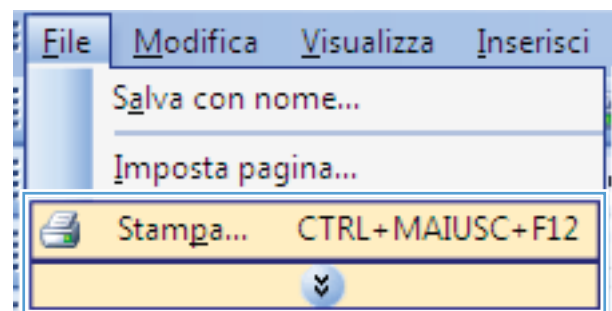 File Modifica Visualizza Inserisci
Salva con nome...
Imposta pagina...
Stampa... CTRL+MAIUSC+F12